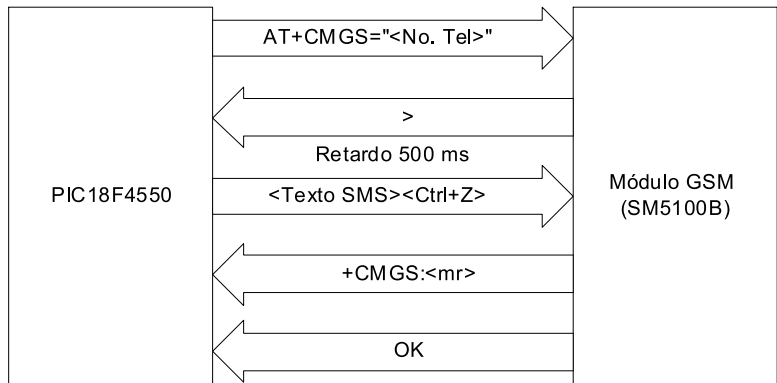 AT+CMGS="<No. Tel>"
>
Retardo 500 ms
PIC18F4550
<Texto SMS><Ctrl+Z>
Módulo GSM
(SM5100B)
+CMGS:<mr>
OK